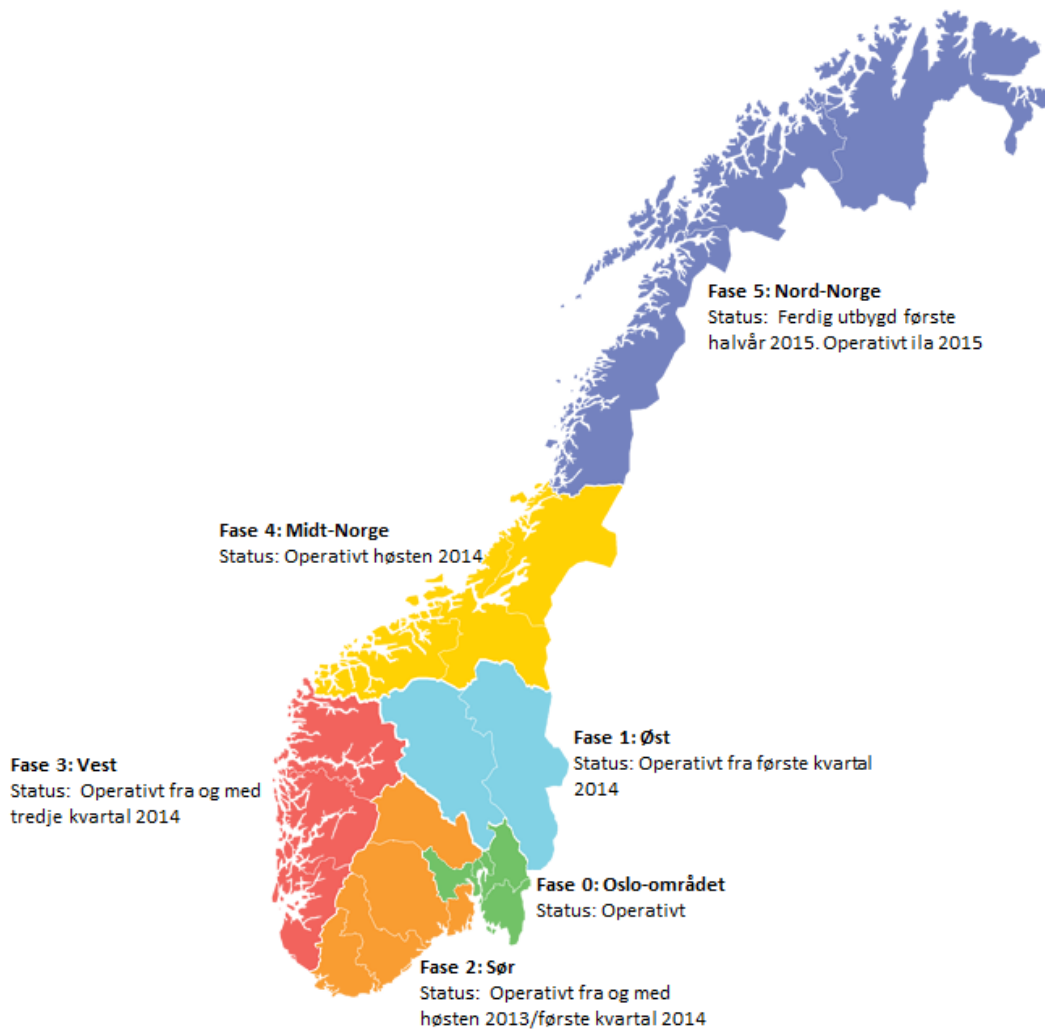 Fase 5: Nord-Norge
Status: Ferdig utbygd første
halvår 2015. Operativt ila 2015
Fase 4: Midt-Norge
Status: Operativt høsten 2014
Fase 1: Øst
Status: Operativt fra første kvartal
2014
Fase 3: Vest
Status: Operativt fra og med
tredje kvartal 2014
Fase 0: Oslo-området
Status: Operativt
Fase 2: Sør
Status: Operativt fra og med
høsten 2013/første kvartal 2014